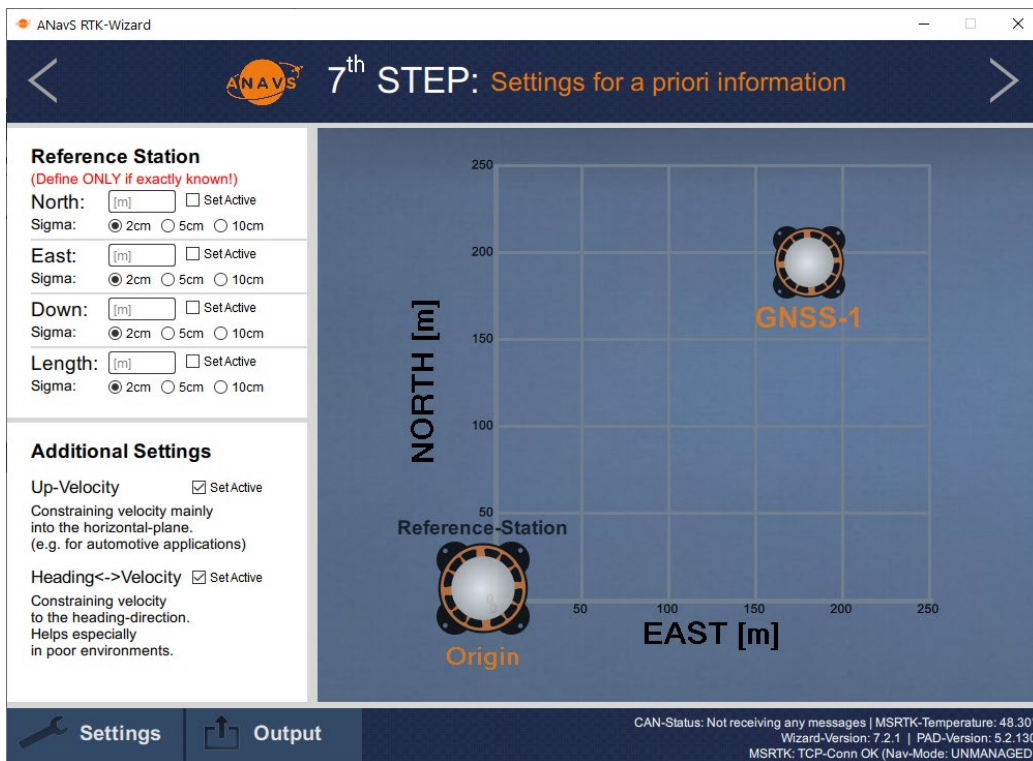 ANavS RTK-Wizard
ANAVS
7th STEP: Settings for a priori information
Reference Station
(Define ONLY if exactly known!)
North: [m] Set Active
Sigma: 2cm 5cm 10cm
East: [m] Set Active
Sigma: 2cm 5cm 10cm
Down: [m] Set Active
Sigma: 2cm 5cm 10cm
Length: [m] Set Active
Sigma: 2cm 5cm 10cm
Additional Settings
Up-Velocity Set Active
Constraining velocity mainly
into the horizontal-plane.
(e.g. for automotive applications)
Heading<->Velocity Set Active
Constraining velocity
to the heading-direction.
Helps especially
in poor environments.
250
200
150
100
50
NORTH [m]
GNSS-1
Reference-Station
0
0
50 100 150 200 250
EAST [m]
Origin
Settings
Output
CAN-Status: Not receiving any messages | MSRTK-Temperature: 48.30°
Wizard-Version: 7.2.1 | PAD-Version: 5.2.130
MSRTK: TCP-Conn OK (Nav-Mode: UNMANAGED